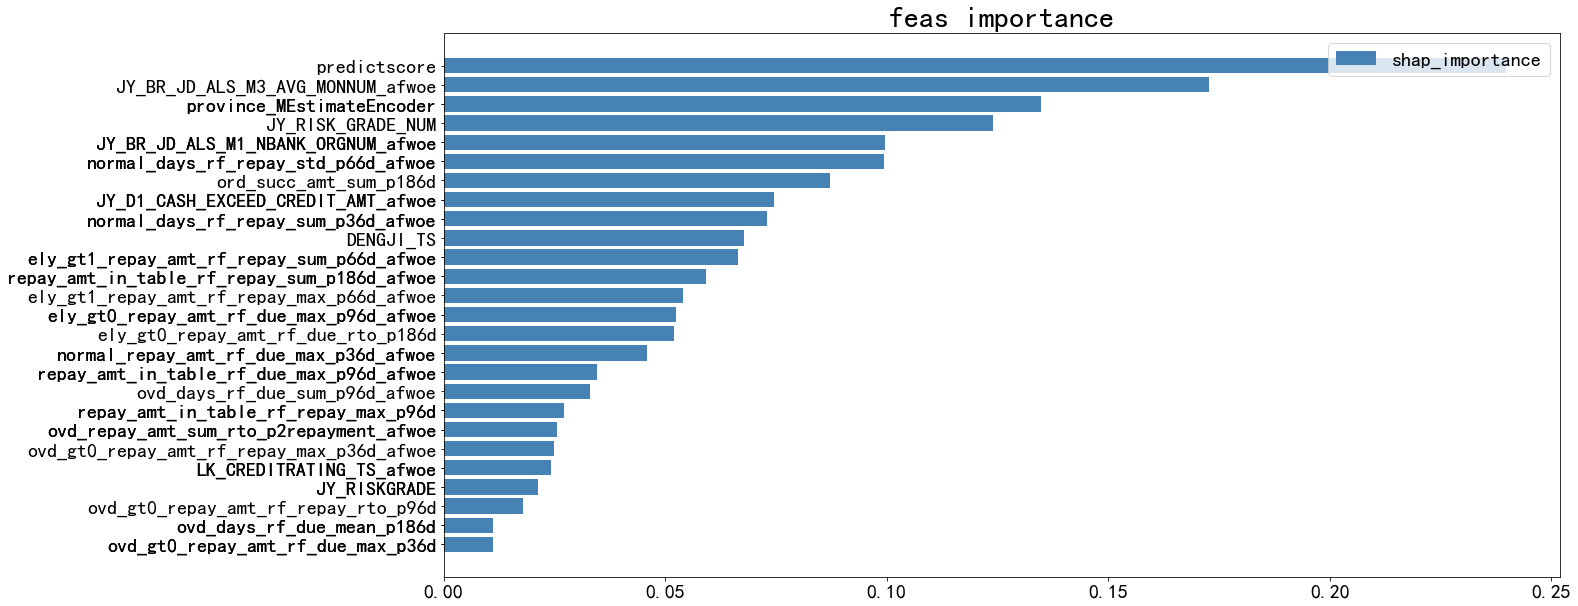 feas importance
shap_importance
predictscore
JY_BR_JD_ALS_M3_AVG_MONNUM_afwoe
province_MEstimateEncoder
JY_RISK_GRADE_NUM
JY_BR_JD_ALS_M1_NBANK_ORGNUM_afwoe
normal_days_rf_repay_std_p66d_afwoe
ord_succ_amt_sum_p186d
JY_D1_CASH_EXCEED_CREDIT_AMT_afwoe
normal_days_rf_repay_sum_p36d_afwoe
DENGJI_TS
ely_gt1_repay_amt_rf_repay_sum_p66d_afwoe
repay_amt_in_table_rf_repay_sum_p186d_afwoe
ely_gt1_repay_amt_rf_repay_max_p66d_afwoe
ely_gt0_repay_amt_rf_due_max_p96d_afwoe
ely_gt0_repay_amt_rf_due_rto_p186d
normal_repay_amt_rf_due_max_p36d_afwoe
repay_amt_in_table_rf_due_max_p96d_afwoe
ovd_days_rf_due_sum_p96d_afwoe
repay_amt_in_table_rf_repay_max_p96d
ovd_repay_amt_sum_rto_p2repayment_afwoe
ovd_gt0_repay_amt_rf_repay_max_p36d_afwoe
LK_CREDITRATING_TS_afwoe
JY_RISKGRADE
ovd_gt0_repay_amt_rf_repay_rto_p96d
ovd_days_rf_due_mean_p186d
ovd_gt0_repay_amt_rf_due_max_p36d
0.00 0.05 0.10 0.15 0.20 0.25